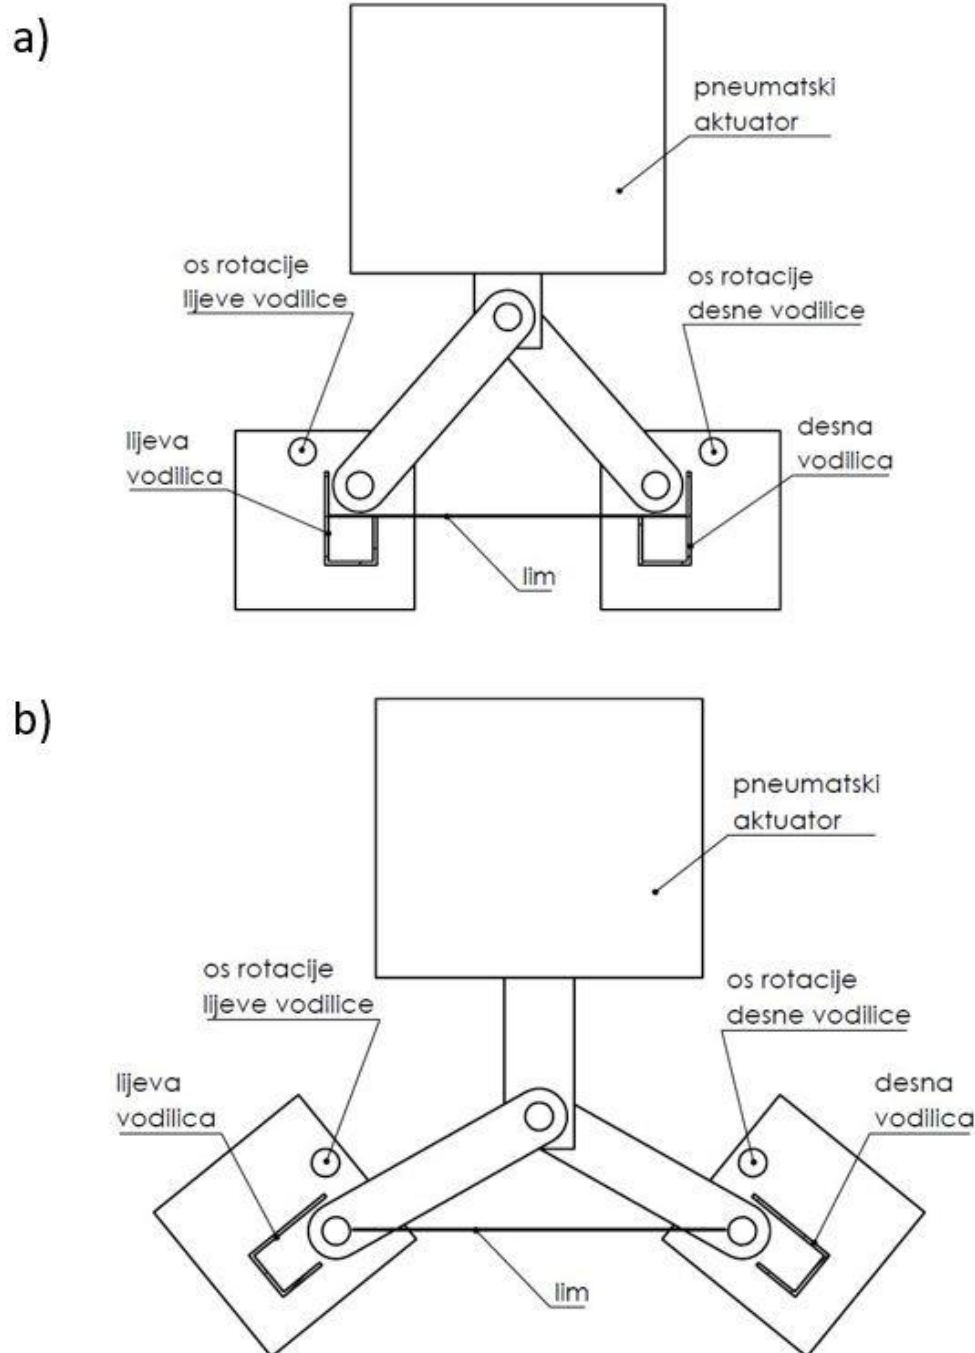 a)
pneumatski
aktuator
os rotacije
lijeve vodilice
os rotacije
desne vodilice
lijeva
vodilica
desna
vodilica
lim
b)
pneumatski
aktuator
os rotacije
lijeve vodilice
os rotacije
desne vodilice
lijeva
vodilica
desna
vodilica
lim